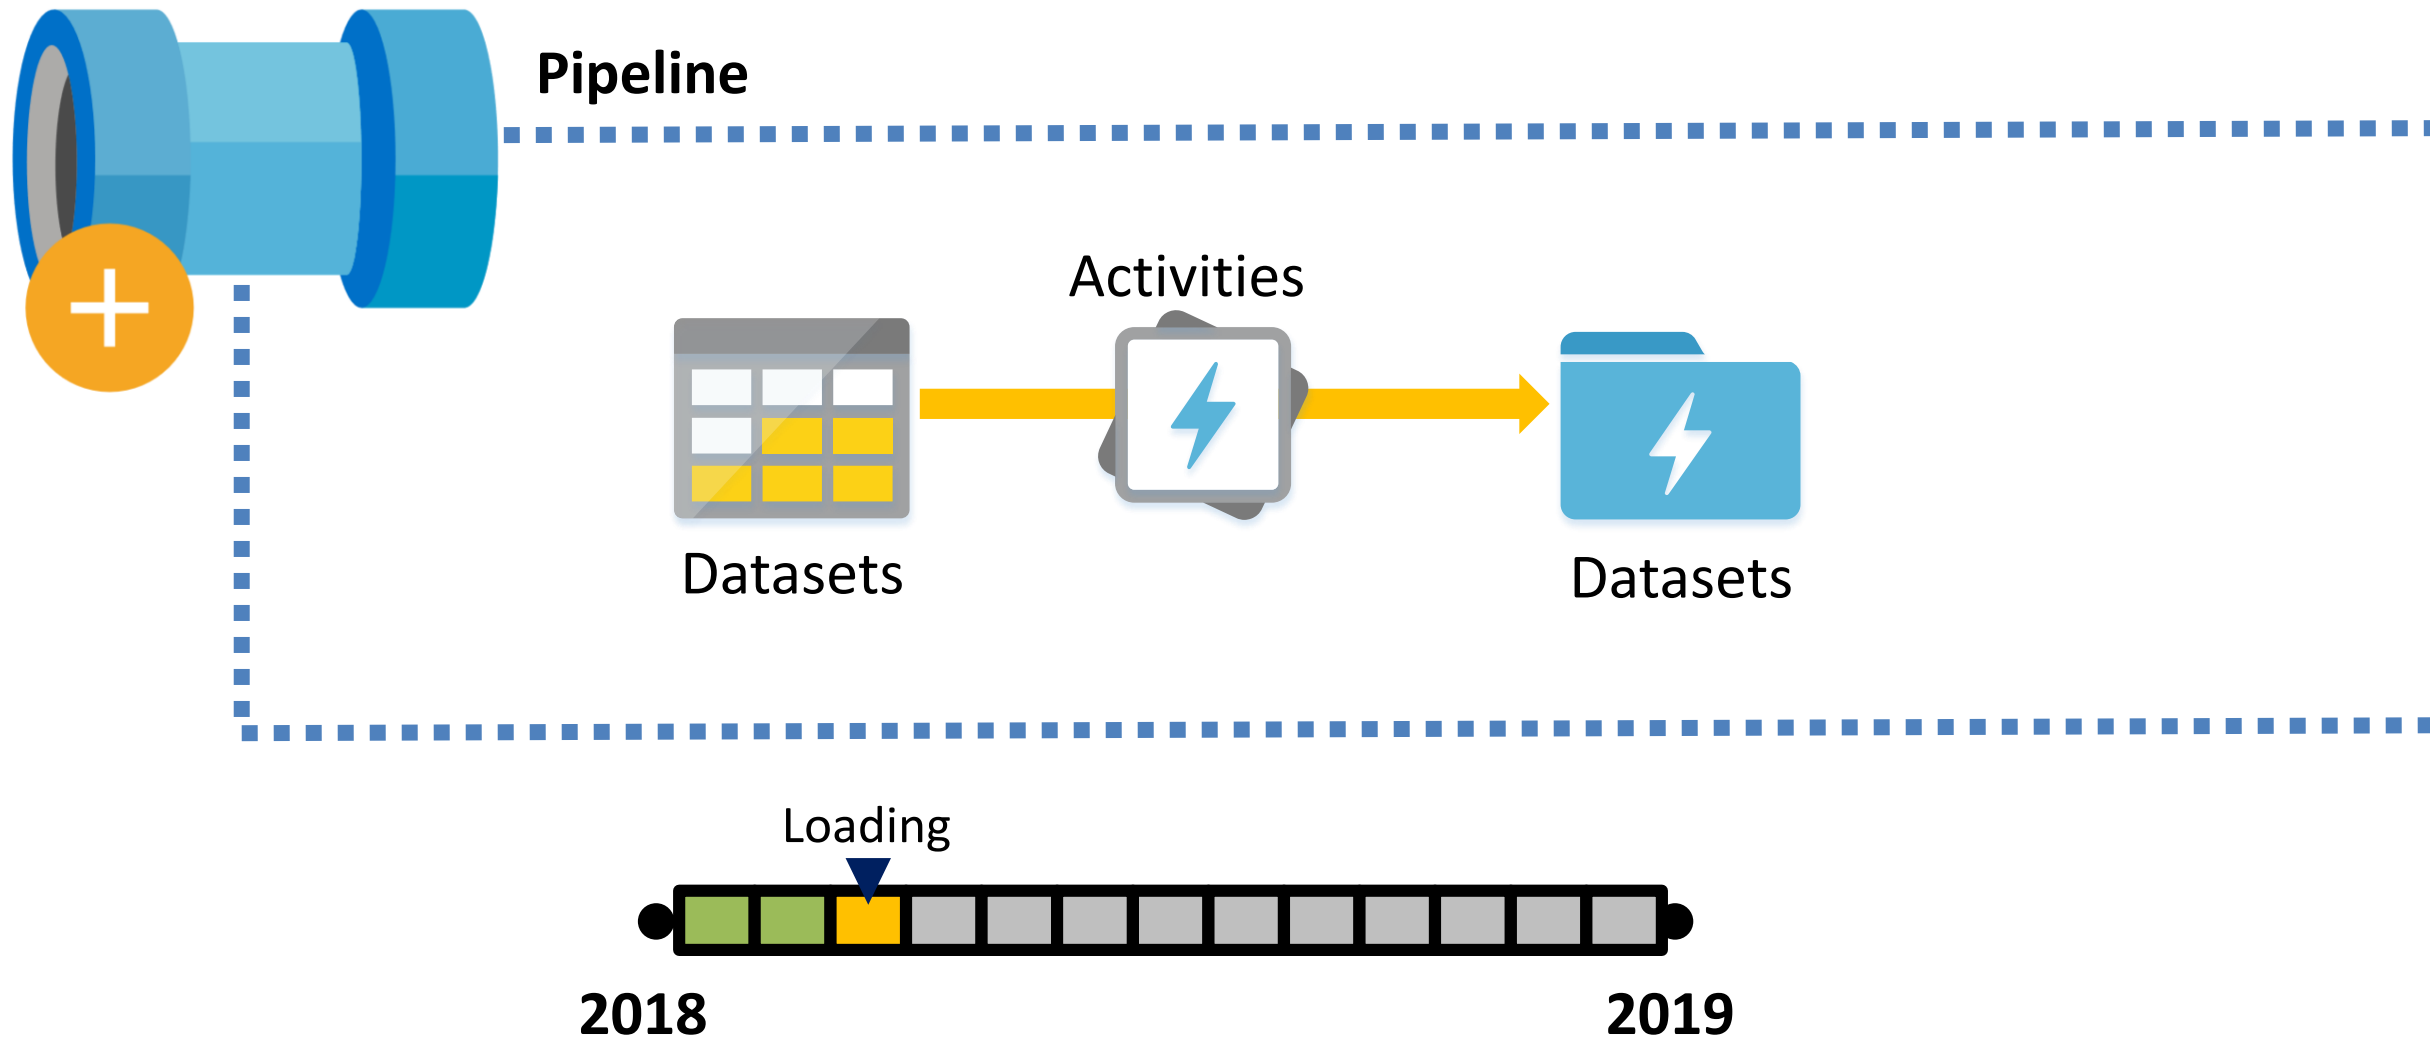 Pipeline
Activities
Datasets
Datasets
Loading
2018
2019